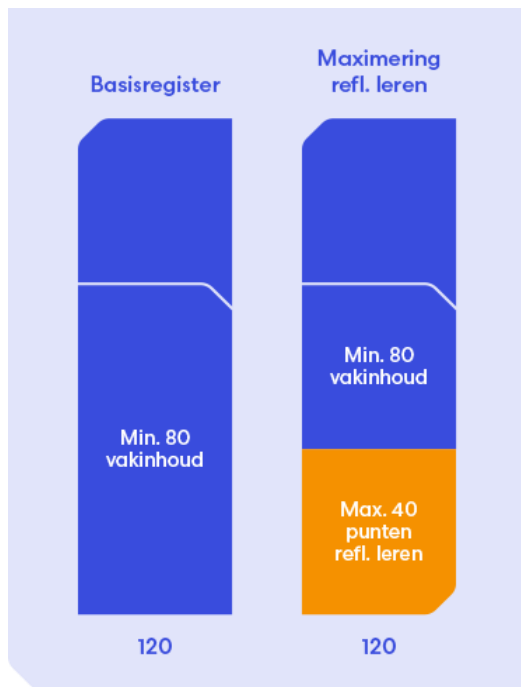 Basisregister
Maximering
refl. leren
Min. 80
vakinhoud
Min. 80
vakinhoud
Max. 40
punten
refl. leren
120
120